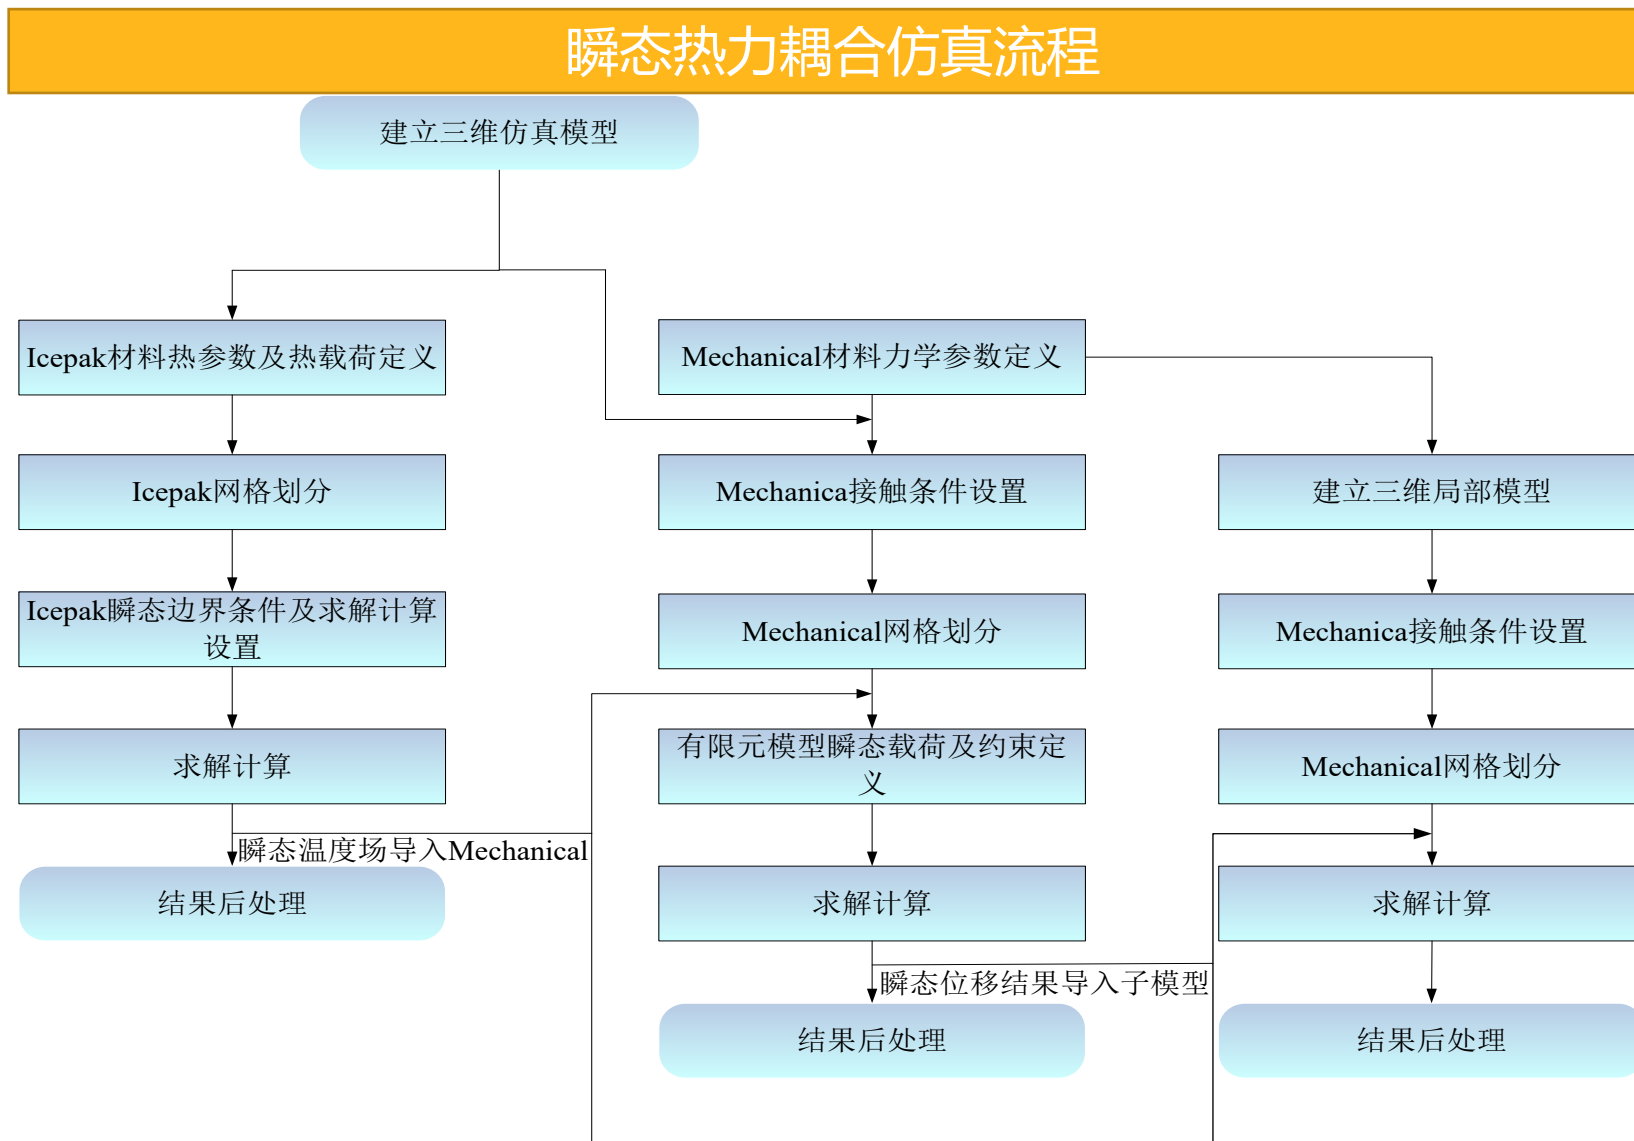 瞬态热力耦合仿真流程
建立三维仿真模型
Icepak材料热参数及热载荷定义
Icepak网格划分
Icepak瞬态边界条件及求解计算
设置
求解计算
瞬态温度场导入Mechanical
结果后处理
Mechanical材料力学参数定义
Mechanica接触条件设置
Mechanical网格划分
有限元模型瞬态载荷及约束定
义
求解计算
瞬态位移结果导入子模型
结果后处理
建立三维局部模型
Mechanica接触条件设置
Mechanical网格划分
求解计算
结果后处理